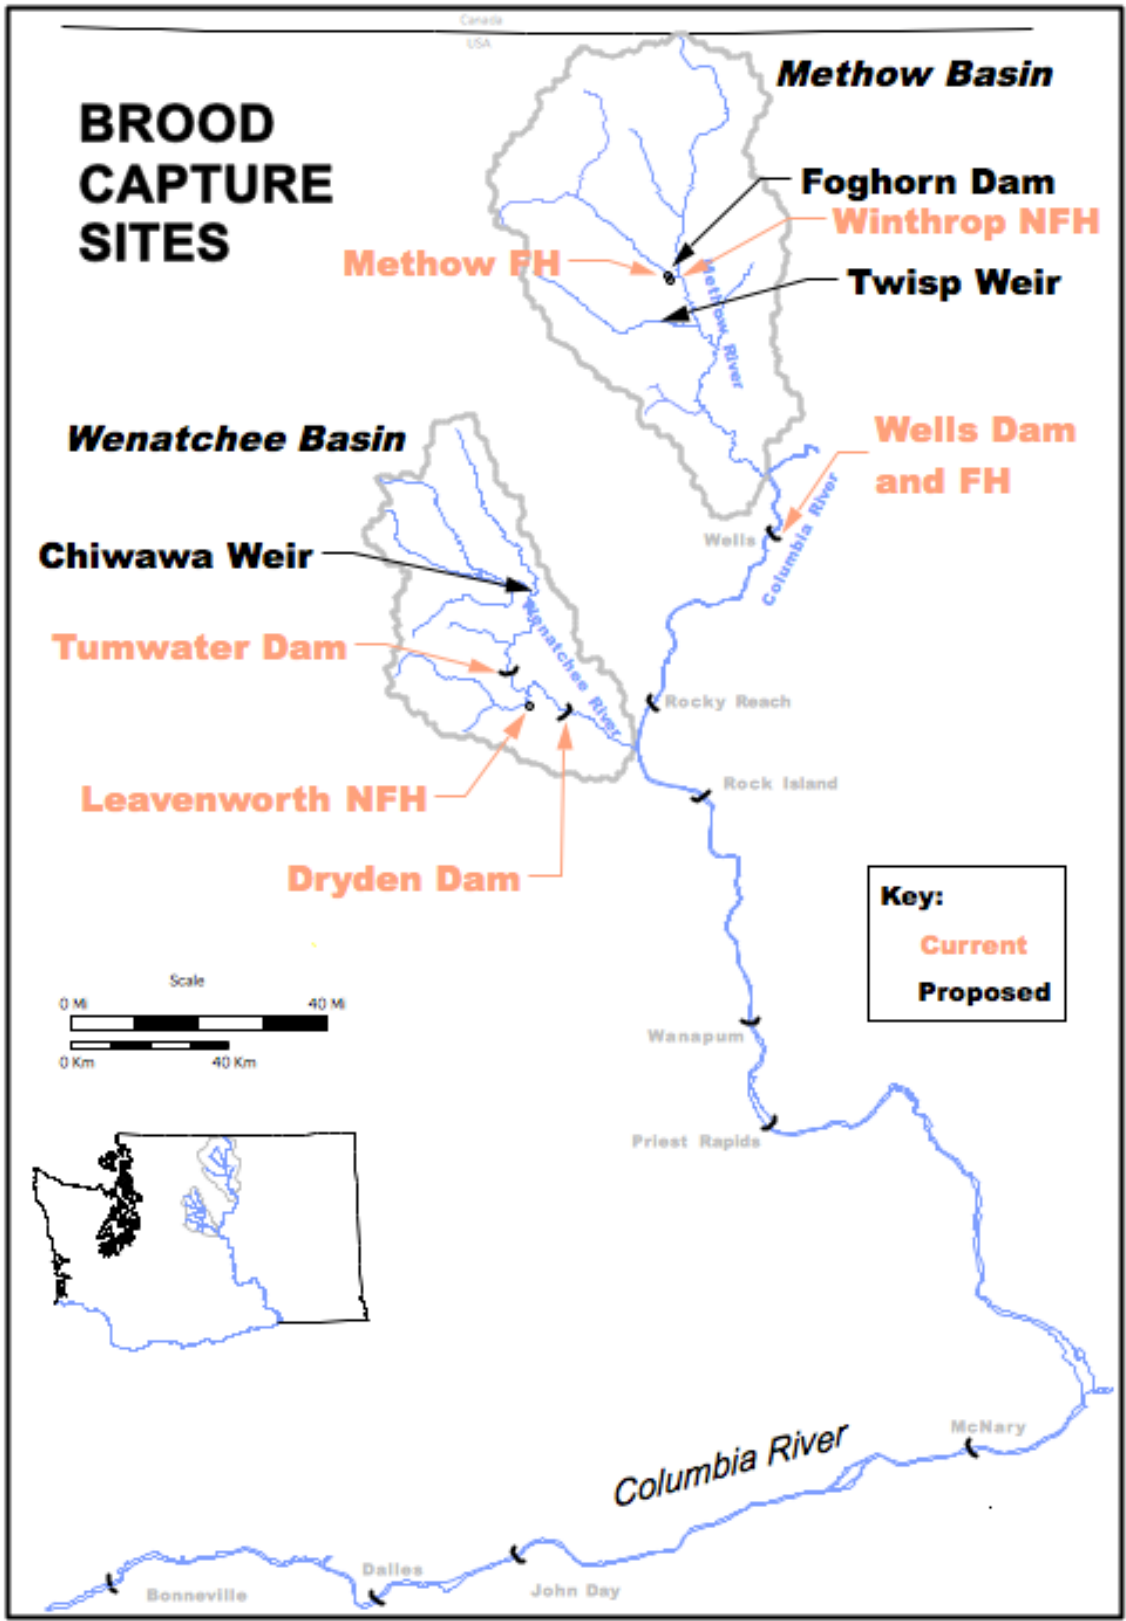 Canada
USA
BROOD
CAPTURE
SITES
Methow Basin
Foghorn Dam
Winthrop NFH
Methow FH
Twisp Weir
Methow River
Wenatchee Basin
Wells Dam
and FH
Wells
Columbia River
Chiwawa Weir
Tumwater Dam
Wenatchee River
Rocky Reach
Rock Island
Leavenworth NFH
Dryden Dam
Key:
Current
Proposed
Scale
0 Mi 40 Mi
0 Km 40 Km
Wanapum
Priest Rapids
McNary
Columbia River
Dalles
John Day
Bonneville